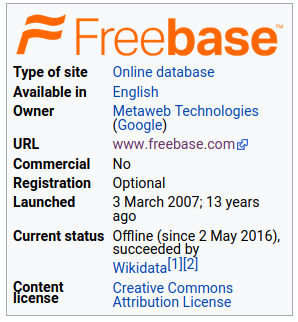 Freebase™
Type of site Online database
Available in English
Owner Metaweb Technologies
(Google)
URL www.freebase.com
Commercial No
Registration Optional
Launched 3 March 2007; 13 years
ago
Current status Offline (since 2 May 2016),
succeeded by
Wikidata[1][2]
Content Creative Commons
license Attribution License